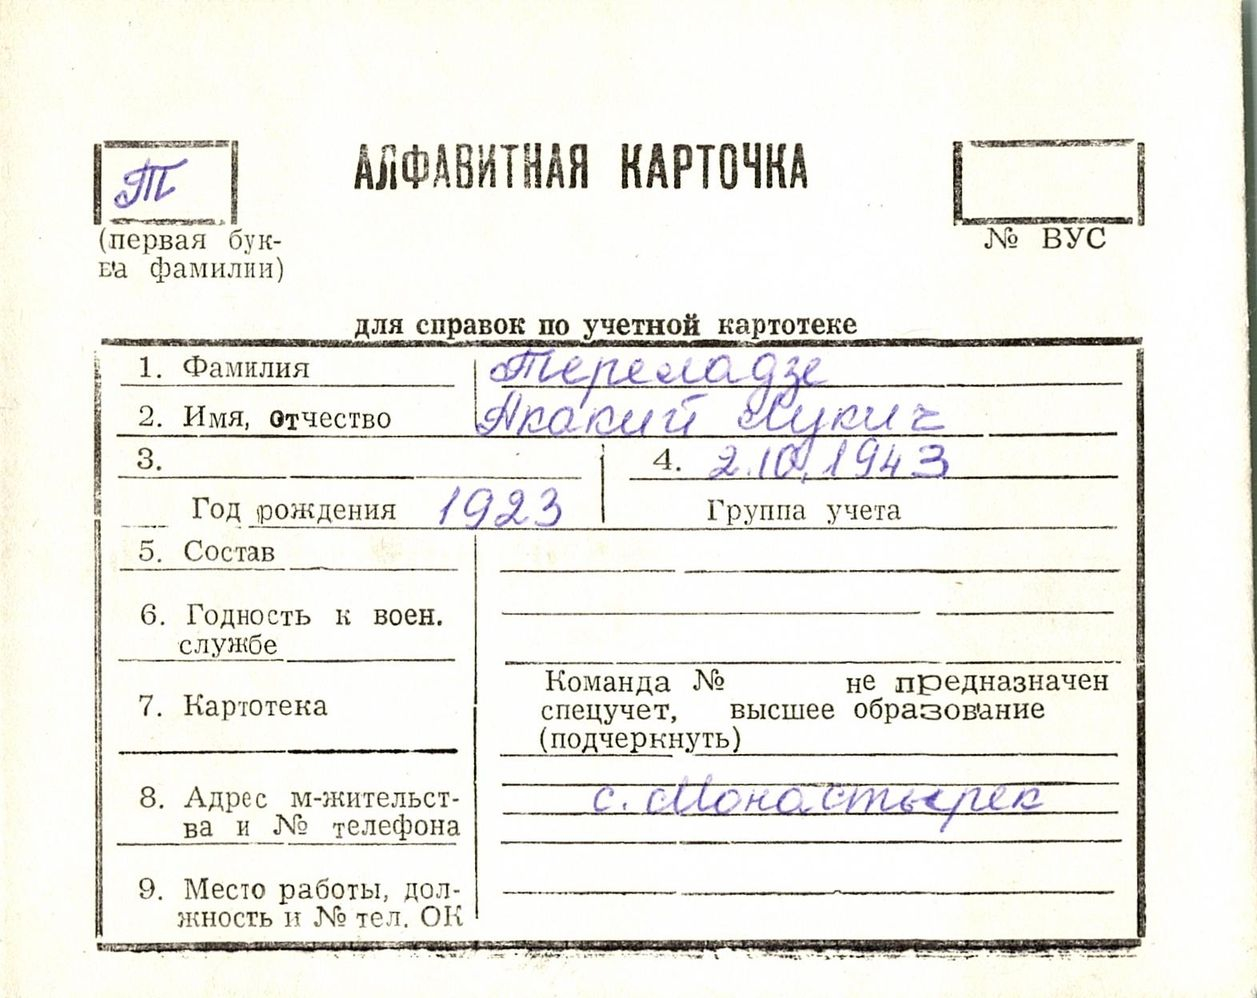 Т
АЛФАВИТНАЯ КАРТОЧКА
(первая бук-
ва фамилии)
№ ВУС
для справок по учетной картотеке
1. Фамилия Тереладзе
2. Имя, отчество Акакий Лукич
3. 4. 2.10.1943
Год рождения 1923 Группа учета
5. Состав
6. Годность к воен.
службе
7. Картотека
Команда № не предназначен
спецучет, высшее образование
(подчеркнуть)
8. Адрес м-жительст-
ва и № телефона
с. Монастырек
9. Место работы, дол-
жность и № тел. ОК